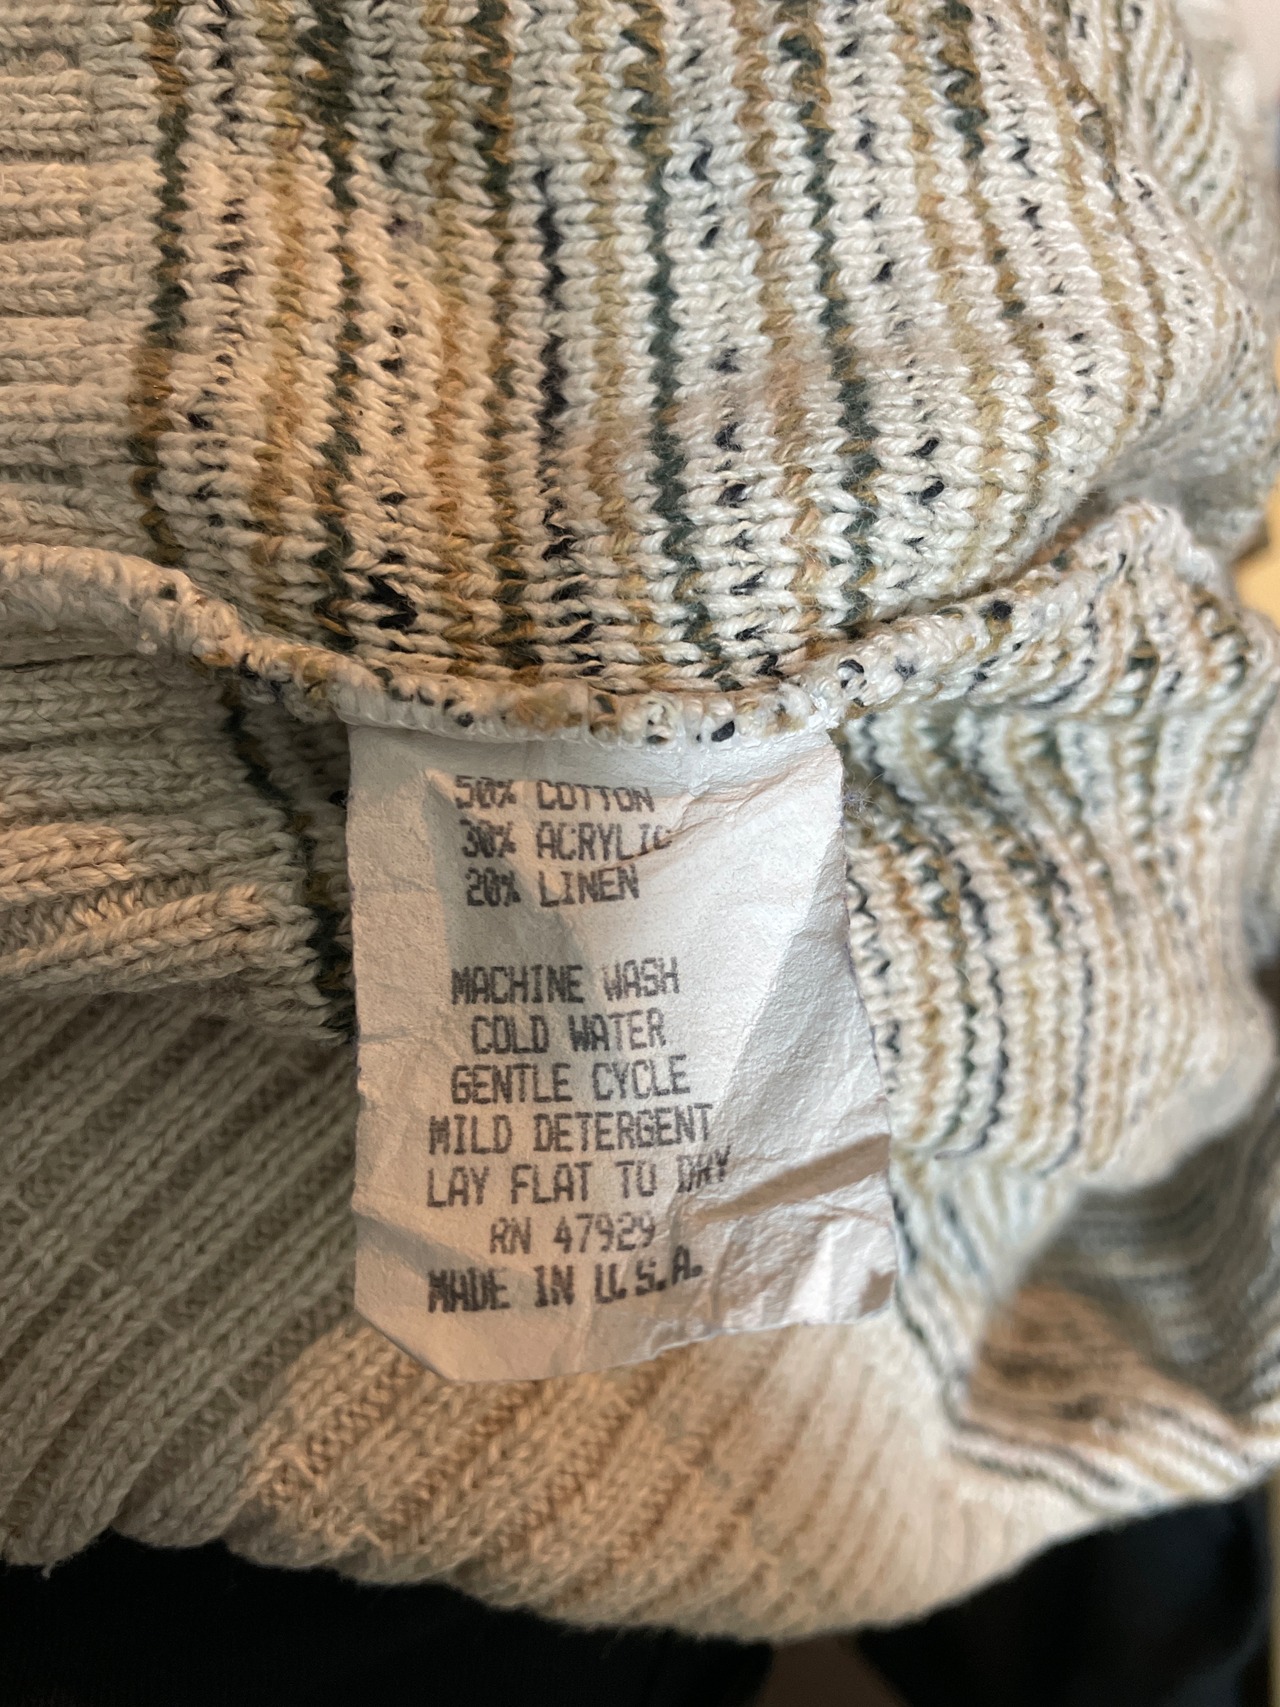 50% COTTON
30% ACRYLIC
20% LINEN
MACHINE WASH
COLD WATER
GENTLE CYCLE
MILD DETERGENT
LAY FLAT TO DRY
RN 47929
MADE IN U.S.A.